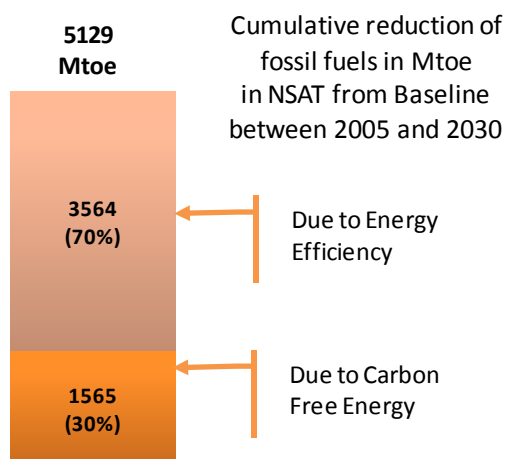 5129
Mtoe
Cumulative reduction of
fossil fuels in Mtoe
in NSAT from Baseline
between 2005 and 2030
3564
(70%)
Due to Energy
Efficiency
1565
(30%)
Due to Carbon
Free Energy